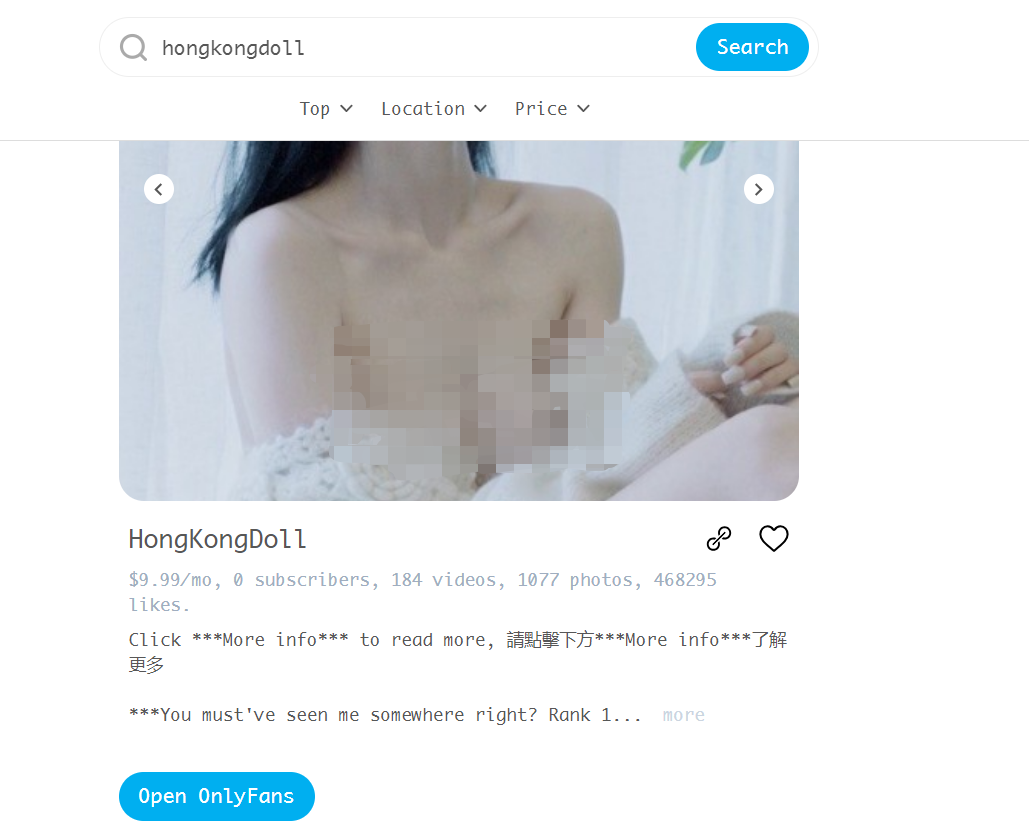 hongkongdoll
Search
Top
Location
Price
HongKongDoll
$9.99/mo, 0 subscribers, 184 videos, 1077 photos, 468295
likes.
Click ***More info*** to read more, 請點擊下方***More info***了解
更多
***You must've seen me somewhere right? Rank 1... more
Open OnlyFans